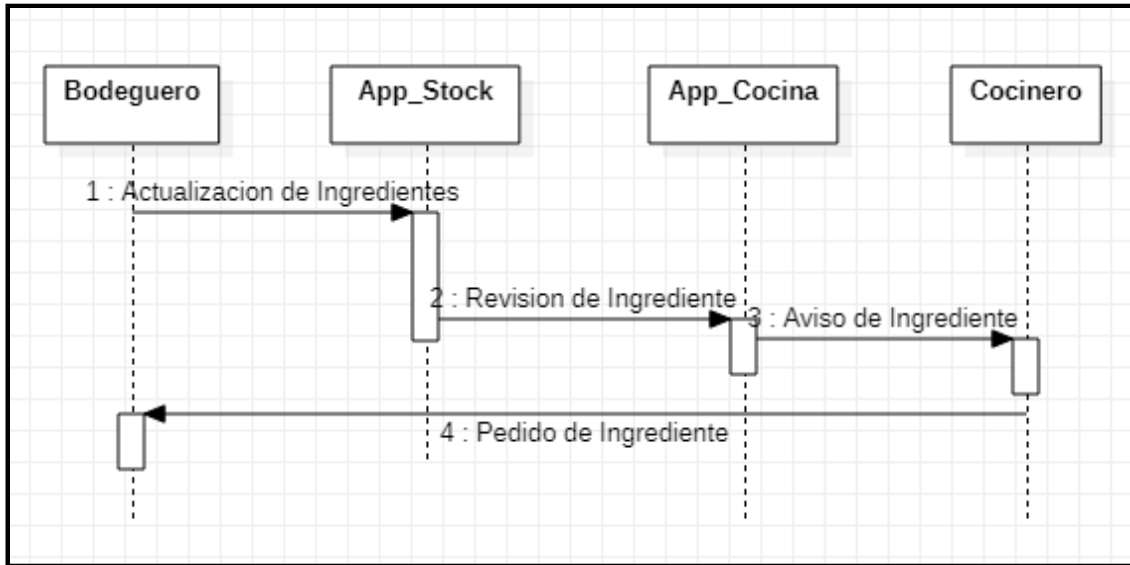 Bodeguero
App_Stock
App_Cocina
Cocinero
1 : Actualizacion de Ingredientes
2 : Revision de Ingrediente
3 : Aviso de Ingrediente
4 : Pedido de Ingrediente